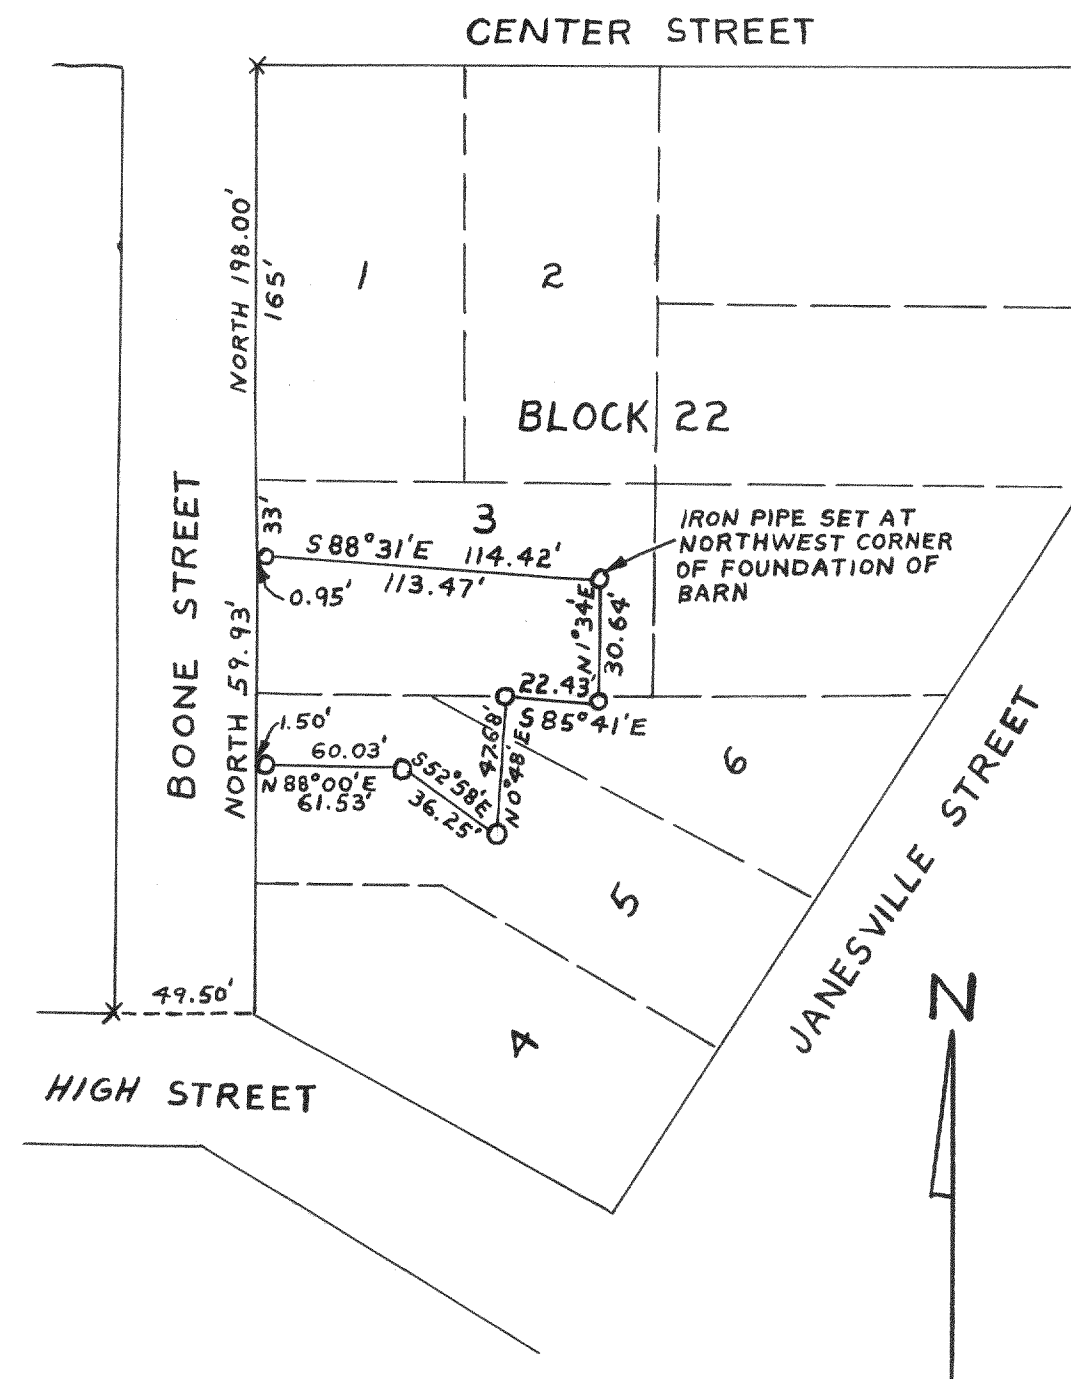 CENTER STREET
NORTH 198.00'
165'
1
2
BLOCK 22
BOONE STREET
33'
3
S 88°31'E 114.42'
113.47'
0.95'
IRON PIPE SET AT
NORTHWEST CORNER
OF FOUNDATION OF
BARN
N 1°34'E
30.64'
NORTH 59.93'
22.43'
S 85°41'E
1.50'
60.03'
N 88°00'E
61.53'
S 52°58'E
36.25'
47.68'
N 0°48'E
6
5
4
JANESVILLE STREET
49.50'
HIGH STREET
N